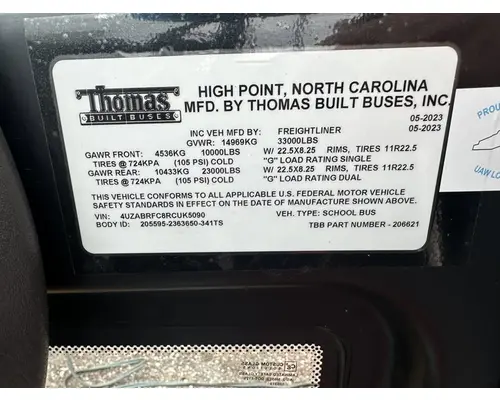 Thomas
BUILT BUSES
HIGH POINT, NORTH CAROLINA
MFD. BY THOMAS BUILT BUSES, INC.
05-2023
INC VEH MFD BY: FREIGHTLINER 05-2023
GVWR: 14969KG 33000LBS
GAWR FRONT: 4536KG 10000LBS W/ 22.5X8.25 RIMS, TIRES 11R22.5
TIRES @ 724KPA (105 PSI) COLD "G" LOAD RATING SINGLE
GAWR REAR: 10433KG 23000LBS W/ 22.5X8.25 RIMS, TIRES 11R22.5
TIRES @ 724KPA (105 PSI) COLD "G" LOAD RATING DUAL
THIS VEHICLE CONFORMS TO ALL APPLICABLE U.S. FEDERAL MOTOR VEHICLE
SAFETY STANDARDS IN EFFECT ON THE DATE OF MANUFACTURE SHOWN ABOVE.
VIN: 4UZABRFC8RCUK5090 VEH. TYPE: SCHOOL BUS
BODY ID: 205595-2363650-341TS TBB PART NUMBER - 206621
UAW LO
CUSTOM GLASS